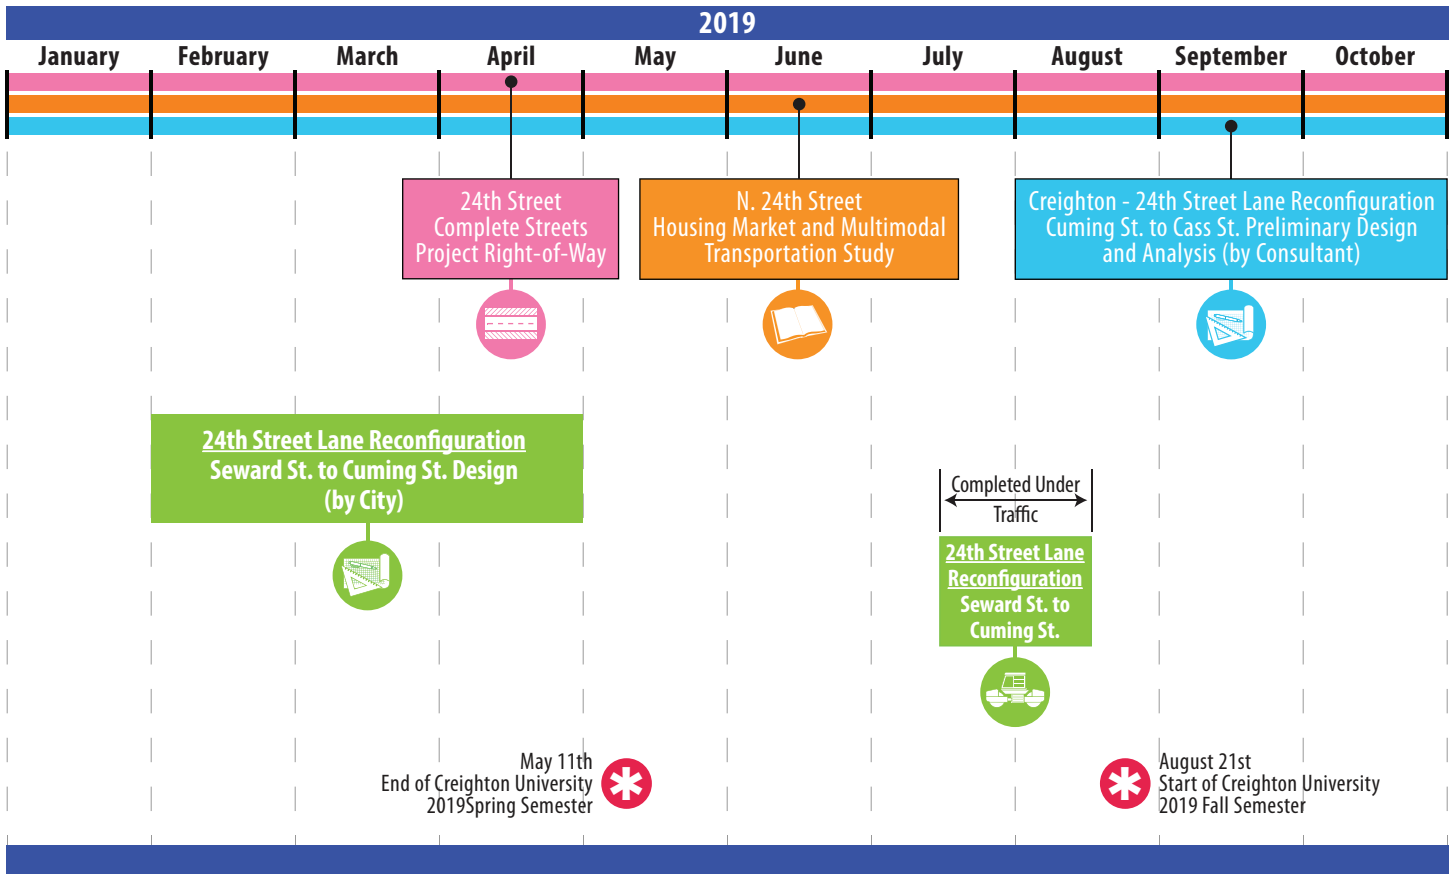 2019
January February March April May June July August September October
24th Street
Complete Streets
Project Right-of-Way
N. 24th Street
Housing Market and Multimodal
Transportation Study
Creighton - 24th Street Lane Reconfiguration
Cuming St. to Cass St. Preliminary Design
and Analysis (by Consultant)
24th Street Lane Reconfiguration
Seward St. to Cuming St. Design
(by City)
Completed Under
Traffic
24th Street Lane
Reconfiguration
Seward St. to
Cuming St.
May 11th
End of Creighton University
2019Spring Semester
August 21st
Start of Creighton University
2019 Fall Semester